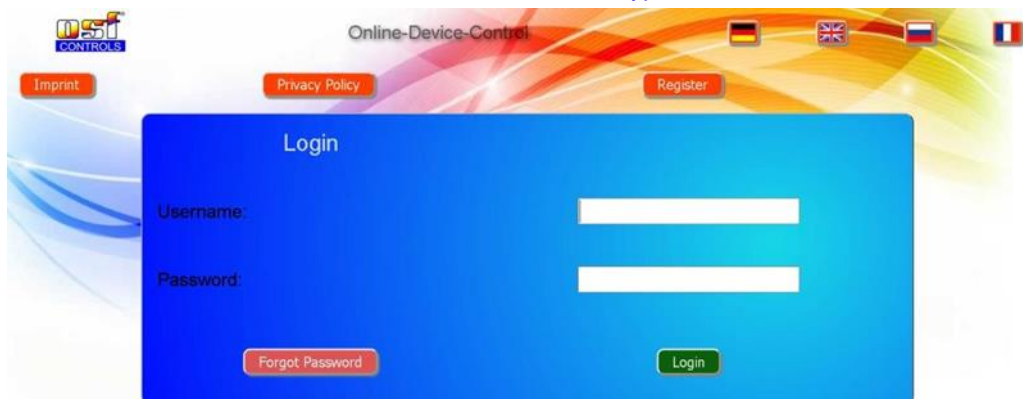 osf
CONTROLS
Online-Device-Control
Imprint
Privacy Policy
Register
Login
Username:
Password:
Forgot Password
Login